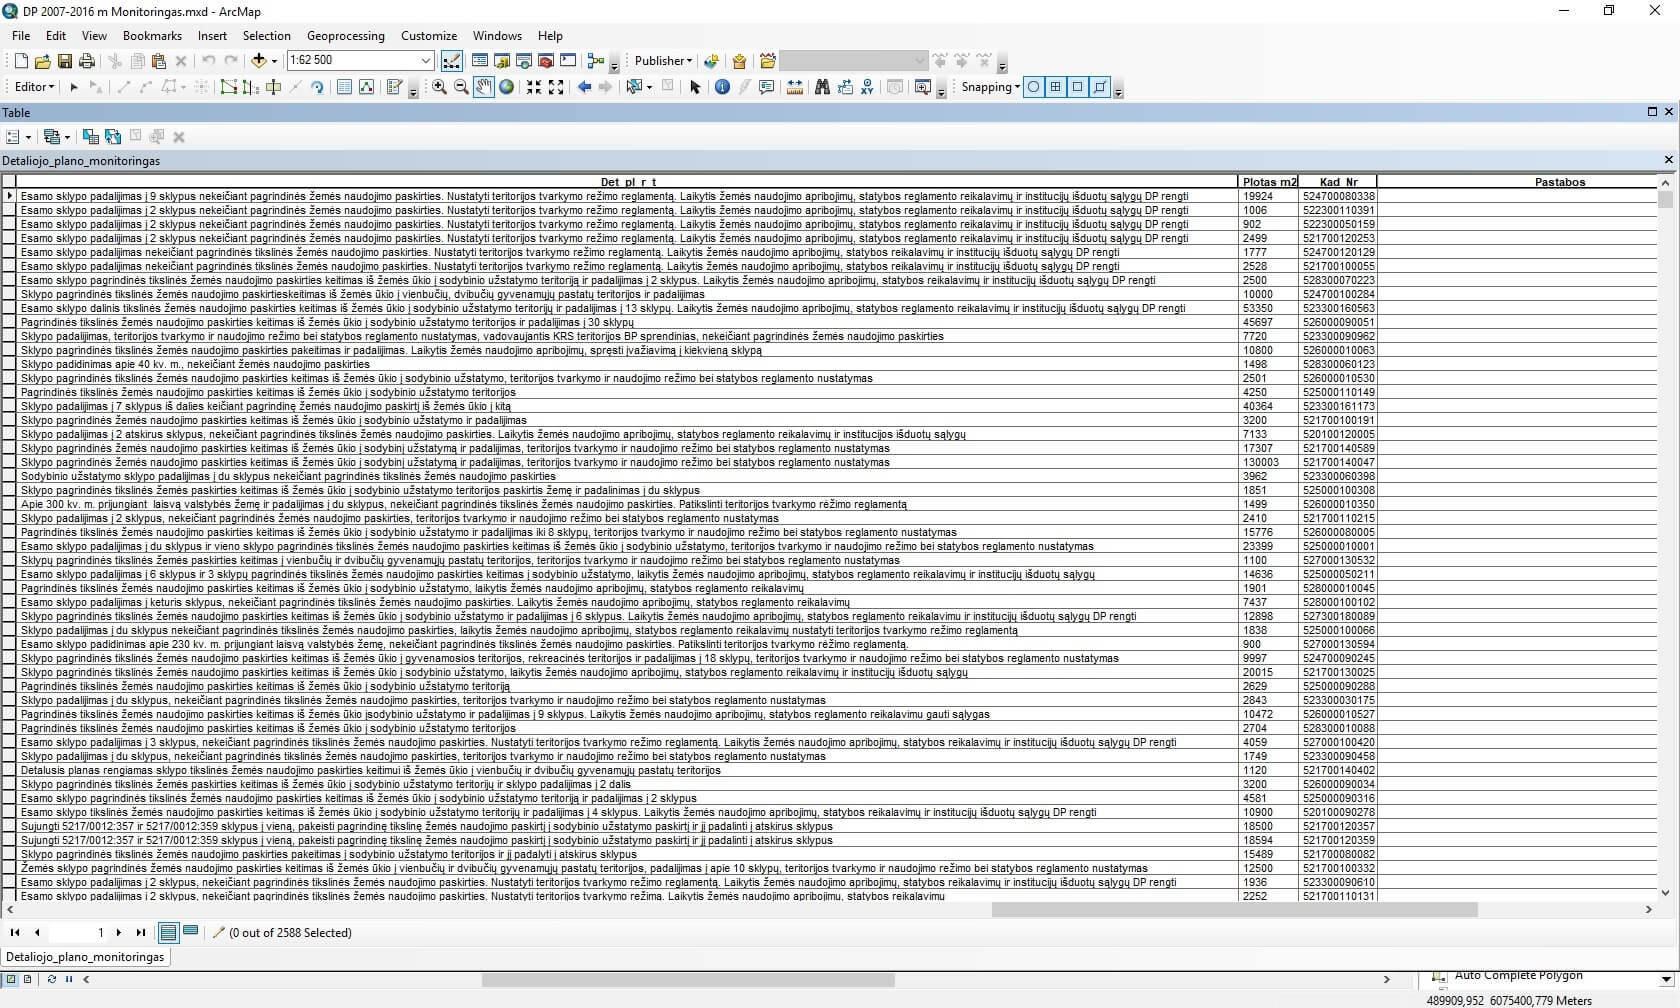 DP 2007-2016 m Monitoringas.mxd - ArcMap
File Edit View Bookmarks Insert Selection Geoprocessing Customize Windows Help
1:62 500 Publisher
Editor Snapping
Table
Detaliojo_plano_monitoringas
Det_pl_r_t Plotas m2 Kad_Nr Pastabos
Esamo sklypo padalijimas į 9 sklypus nekeičiant pagrindinės žemės naudojimo paskirties. Nustatyti teritorijos tvarkymo režimo reglamentą. Laikytis žemės naudojimo apribojimų, statybos reglamento reikalavimų ir institucijų išduotų sąlygų DP rengti 19924 524700080338
Esamo sklypo padalijimas į 2 sklypus nekeičiant pagrindinės žemės naudojimo paskirties. Nustatyti teritorijos tvarkymo režimo reglamentą. Laikytis žemės naudojimo apribojimų, statybos reglamento reikalavimų ir institucijų išduotų sąlygų DP rengti 1006 522300110391
Esamo sklypo padalijimas į 2 sklypus nekeičiant pagrindinės žemės naudojimo paskirties. Nustatyti teritorijos tvarkymo režimo reglamentą. Laikytis žemės naudojimo apribojimų, statybos reglamento reikalavimų ir institucijų išduotų sąlygų DP rengti 902 522300050159
Esamo sklypo padalijimas į 2 sklypus nekeičiant pagrindinės žemės naudojimo paskirties. Nustatyti teritorijos tvarkymo režimo reglamentą. Laikytis žemės naudojimo apribojimų, statybos reglamento reikalavimų ir institucijų išduotų sąlygų DP rengti 2499 521700120253
Esamo sklypo padalijimas nekeičiant pagrindinės tikslinės žemės naudojimo paskirties. Nustatyti teritorijos tvarkymo režimo reglamentą. Laikytis žemės naudojimo apribojimų, statybos reikalavimų ir institucijų išduotų sąlygų DP rengti 1777 524700120129
Esamo sklypo padalijimas nekeičiant pagrindinės tikslinės žemės naudojimo paskirties. Nustatyti teritorijos tvarkymo režimo reglamentą. Laikytis žemės naudojimo apribojimų, statybos reikalavimų ir institucijų išduotų sąlygų DP rengti 2528 521700100055
Esamo sklypo pagrindinės tikslinės žemės naudojimo paskirties keitimas iš žemės ūkio į sodybinio užstatymo teritoriją ir padalijimas į 2 sklypus. Laikytis žemės naudojimo apribojimų, statybos reikalavimų ir institucijų išduotų sąlygų DP rengti 2500 528300070223
Sklypo pagrindinės tikslinės žemės naudojimo paskirtieskeitimas iš žemės ūkio į vienbučių, dvibučių gyvenamųjų pastatų teritorijos ir padalijimas 10000 524700100284
Esamo sklypo dalinis tikslinės žemės naudojimo paskirties keitimas iš žemės ūkio į sodybinio užstatymo teritorijų ir padalijimas į 13 sklypų. Laikytis žemės naudojimo apribojimų, statybos reglamento reikalavimų ir institucijų išduotų sąlygų DP rengti 53350 523300160563
Pagrindinės tikslinės žemės naudojimo paskirties keitimas iš žemės ūkio į sodybinio užstatymo teritorijos ir padalijimas į 30 sklypų 45697 526000090051
Sklypo padalijimas, teritorijos tvarkymo ir naudojimo režimo bei statybos reglamento nustatymas, vadovaujantis KRS teritorijos BP sprendinias, nekeičiant pagrindinės žemės naudojimo paskirties 7720 523300090962
Sklypo pagrindinės tikslinės žemės naudojimo paskirties pakeitimas ir padalijimas. Laikytis žemės naudojimo apribojimų, spręsti įvažiavimą į kiekvieną sklypą 10800 526000010063
Sklypo padidinimas apie 40 kv. m., nekeičiant žemės naudojimo paskirties 1498 528300060123
Sklypo pagrindinės tikslinės žemės naudojimo paskirties keitimas iš žemės ūkio į sodybinio užstatymo, teritorijos tvarkymo ir naudojimo režimo bei statybos reglamento nustatymas 2501 526000010530
Pagrindinės tikslinės žemės naudojimo paskirties keitimas iš žemės ūkio į sodybinio užstatymo teritorijos 4250 525000110149
Sklypo padalijimas į 7 sklypus iš dalies keičiant pagrindinę žemės naudojimo paskirtį iš žemės ūkio į kitą 40364 523300161173
Sklypo pagrindinės žemės naudojimo paskirties keitimas iš žemės ūkio į sodybinio užstatymo ir padalijimas 3200 521700100191
Sklypo padalijimas į 2 atskirus sklypus, nekeičiant pagrindinės tikslinės žemės naudojimo paskirties. Laikytis žemės naudojimo apribojimų, statybos reglamento reikalavimų ir institucijos išduotų sąlygų 7133 520100120005
Sklypo pagrindinės žemės naudojimo paskirties keitimas iš žemės ūkio į sodybinį užstatymą ir padalijimas, teritorijos tvarkymo ir naudojimo režimo bei statybos reglamento nustatymas 17307 521700140589
Sklypo pagrindinės žemės naudojimo paskirties keitimas iš žemės ūkio į sodybinį užstatymą ir padalijimas, teritorijos tvarkymo ir naudojimo režimo bei statybos reglamento nustatymas 130003 521700140047
Sodybinio užstatymo sklypo padalijimas į du sklypus nekeičiant pagrindinės tikslinės žemės naudojimo paskirties 3962 523300060398
Sklypo pagrindinės tikslinės žemės paskirties keitimas iš žemės ūkio į sodybinio užstatymo teritorijos paskirtis žemę ir padalinimas į du sklypus 1851 525000100308
Apie 300 kv. m. prijungiant laisvą valstybės žemę ir padalijimas į du sklypus, nekeičiant pagrindinės tikslinės žemės naudojimo paskirties. Patikslinti teritorijos tvarkymo rėžimo reglamentą 1499 526000010350
Sklypo padalijimas į 2 sklypus, nekeičiant pagrindinės žemės naudojimo paskirties, teritorijos tvarkymo ir naudojimo režimo bei statybos reglamento nustatymas 2410 521700110215
Pagrindinės tikslinės žemės naudojimo paskirties keitimas iš žemės ūkio į sodybinio užstatymo ir padalijimas iki 8 sklypų, teritorijos tvarkymo ir naudojimo režimo bei statybos reglamento nustatymas 15776 526000080005
Esamo sklypo padalijimas į du sklypus ir vieno sklypo pagrindinės tikslinės žemės naudojimo paskirties keitimas iš žemės ūkio į sodybinio užstatymo, teritorijos tvarkymo ir naudojimo režimo bei statybos reglamento nustatymas 23399 525000010001
Sklypų pagrindinės tikslinės žemės paskirties keitimas į vienbučių ir dvibučių gyvenamųjų pastatų teritorijos, teritorijos tvarkymo ir naudojimo režimo bei statybos reglamento nustatymas 1100 527000130532
Esamo sklypo padalijimas į 6 sklypus ir 3 sklypų pagrindinės tikslinės žemės naudojimo paskirties keitimas į sodybinio užstatymo, laikytis žemės naudojimo apribojimų, statybos reglamento reikalavimų ir institucijų išduotų sąlygų 14636 525000050211
Pagrindinės tikslinės žemės naudojimo paskirties keitimas iš žemės ūkio į sodybinio užstatymo, laikytis žemės naudojimo apribojimų, statybos reglamento reikalavimų 1901 528000010045
Esamo sklypo padalijimas į keturis sklypus, nekeičiant pagrindinės tikslinės žemės naudojimo paskirties. Laikytis žemės naudojimo apribojimų, statybos reglamento reikalavimų 7437 528000100102
Sklypo pagrindinės tikslinės žemės naudojimo paskirties keitimas iš žemės ūkio į sodybinio užstatymo ir padalijimas į 6 sklypus. Laikytis žemės naudojimo apribojimų, statybos reglamento reikalavimu ir institucijų išduotų sąlygų DP rengti 12898 527300180089
Sklypo padalijimas į du sklypus nekeičiant pagrindinės tikslinės žemės naudojimo paskirties, laikytis žemės naudojimo apribojimų, statybos reglamento reikalavimų nustatyti teritorijos tvarkymo režimo reglamentą 1838 525000100066
Esamo sklypo padidinimas apie 230 kv. m. prijungiant laisvą valstybės žemę, nekeičiant pagrindinės tikslinės žemės naudojimo paskirties. Patikslinti teritorijos tvarkymo rėžimo reglamentą. 900 527000130594
Sklypo pagrindinės tikslinės žemės naudojimo paskirties keitimas iš žemės ūkio į gyvenamosios teritorijos, rekreacinės teritorijos ir padalijimas į 18 sklypų, teritorijos tvarkymo ir naudojimo režimo bei statybos reglamento nustatymas 9997 524700090245
Sklypo pagrindinės tikslinės žemės naudojimo paskirties keitimas iš žemės ūkio į sodybinio užstatymo, laikytis žemės naudojimo apribojimų, statybos reglamento reikalavimų ir institucijų išduotų sąlygų 20015 521700130025
Pagrindinės tikslinės žemės naudojimo paskirties keitimas iš žemės ūkio į sodybinio užstatymo teritoriją 2629 525000090288
Sklypo padalijimas į du sklypus, nekeičiant pagrindinės tikslinės žemės naudojimo paskirties, teritorijos tvarkymo ir naudojimo režimo bei statybos reglamento nustatymas 2843 523300030175
Pagrindinės tikslinės žemės naudojimo paskirties keitimas iš žemės ūkio įsodybinio užstatymo ir padalijimas į 9 sklypus. Laikytis žemės naudojimo apribojimų, statybos reglamento reikalavimu gauti sąlygas 10472 526000010527
Pagrindinės tikslinės žemės naudojimo paskirties keitimas iš žemės ūkio į sodybinio užstatymo teritorijos 2704 528300010088
Esamo sklypo padalijimas į 3 sklypus, nekeičiant pagrindinės tikslinės žemės naudojimo paskirties. Nustatyti teritorijos tvarkymo režimo reglamentą. Laikytis žemės naudojimo apribojimų, statybos reglamento reikalavimų ir institucijų išduotų sąlygų DP rengti 4059 527000100420
Sklypo padalijimas į du sklypus, nekeičiant pagrindinės tikslinės žemės naudojimo paskirties, teritorijos tvarkymo ir naudojimo režimo bei statybos reglamento nustatymas 1749 523300090458
Detalusis planas rengiamas sklypo tikslinės žemės naudojimo paskirties keitimui iš žemės ūkio į vienbučių ir dvibučių gyvenamųjų pastatų teritorijos 1120 521700140402
Sklypo pagrindinės tikslinės žemės naudojimo paskirties keitimas iš žemės ūkio į sodybinio užstatymo teritorijų ir sklypo padalijimas į 2 dalis 3200 526000090034
Esamo sklypo pagrindinės tikslinės žemės naudojimo paskirties keitimas iš žemės ūkio į sodybinio užstatymo teritoriją ir padalijimas į 2 sklypus 4581 525000090316
Esamo sklypo tikslinės žemės naudojimo paskirties keitimas iš žemės ūkio į sodybinio užstatymo teritorijų ir padalijimas į 4 sklypus. Laikytis žemės naudojimo apribojimų, statybos reikalavimų ir institucijų išduotų sąlygų DP rengti 10900 520100090278
Sujungti 5217/0012:357 ir 5217/0012:359 sklypus į vieną, pakeisti pagrindinę tikslinę žemės naudojimo paskirtį į sodybinio užstatymo paskirtį ir jį padalinti į atskirus sklypus 18500 521700120357
Sujungti 5217/0012:357 ir 5217/0012:359 sklypus į vieną, pakeisti pagrindinę tikslinę žemės naudojimo paskirtį į sodybinio užstatymo paskirtį ir jį padalinti į atskirus sklypus 18594 521700120359
Sklypo pagrindinės tikslinės žemės naudojimo paskirties pakeitimas į sodybinio užstatymo teritorijos ir jį padalyti į atskirus sklypus 15489 521700080082
Žemės sklypo pagrindinės žemės naudojimo paskirties keitimas iš žemės ūkio į vienbučių ir dvibučių gyvenamųjų pastatų teritorijos, padalijimas į apie 10 sklypų, teritorijos tvarkymo ir naudojimo režimo bei statybos reglamento nustatymas 12500 521700100332
Esamo sklypo padalijimas į 2 sklypus, nekeičiant pagrindinės tikslinės žemės naudojimo paskirties. Nustatyti teritorijos tvarkymo režimo reglamentą. Laikytis žemės naudojimo apribojimų, statybos reglamento reikalavimų ir institucijų išduotų sąlygų DP rengti 1936 523300090610
Esamo sklypo padalijimas į 2 sklypus, nekeičiant pagrindinės tikslinės žemės naudojimo paskirties. Nustatyti teritorijos tvarkymo režimą. Laikytis žemės naudojimo apribojimų, statybos reikalavimų 2252 521700110131
1 (0 out of 2588 Selected)
Detaliojo_plano_monitoringas
Auto Complete Polygon
489909,952 6075400,779 Meters